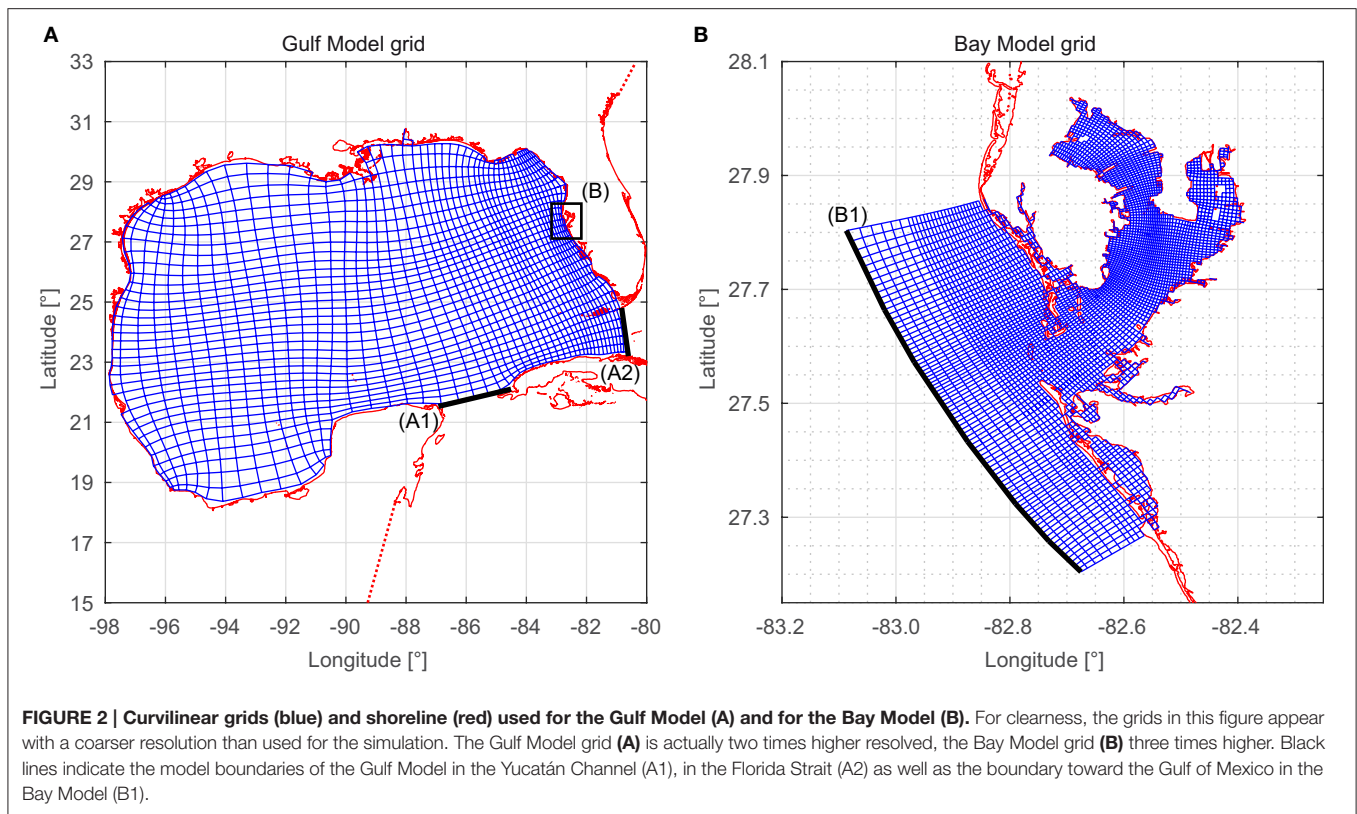 A
Gulf Model grid
33
31
29
27
25
23
21
19
17
15
Latitude [°]
-98 -96 -94 -92 -90 -88 -86 -84 -82 -80
Longitude [°]
(B)
(A2)
(A1)
B
Bay Model grid
28.1
27.9
27.7
27.5
27.3
Latitude [°]
-83.2 -83.0 -82.8 -82.6 -82.4
Longitude [°]
(B1)
FIGURE 2 | Curvilinear grids (blue) and shoreline (red) used for the Gulf Model (A) and for the Bay Model (B). For clearness, the grids in this figure appear
with a coarser resolution than used for the simulation. The Gulf Model grid (A) is actually two times higher resolved, the Bay Model grid (B) three times higher. Black
lines indicate the model boundaries of the Gulf Model in the Yucatán Channel (A1), in the Florida Strait (A2) as well as the boundary toward the Gulf of Mexico in the
Bay Model (B1).